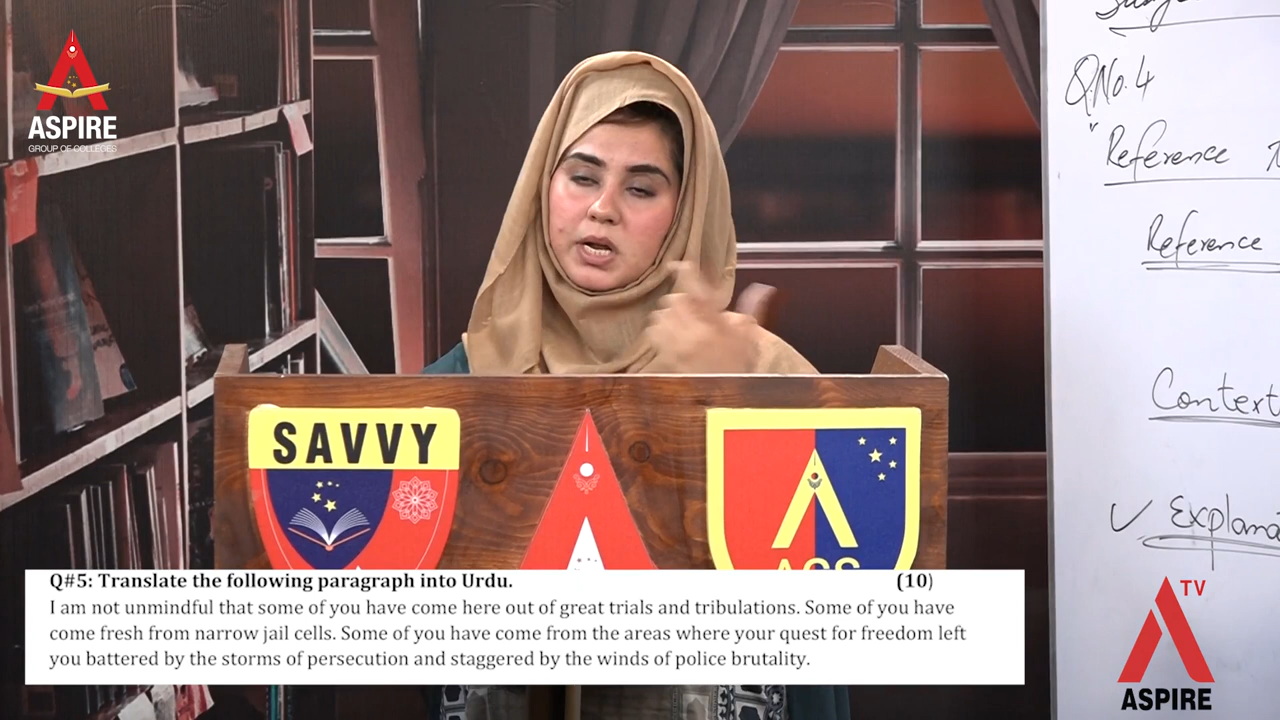 ASPIRE
GROUP OF COLLEGES
Q.No.4
"Reference
Reference
Context
SAVVY
AGS
Q#5: Translate the following paragraph into Urdu. (10)
I am not unmindful that some of you have come here out of great trials and tribulations. Some of you have
come fresh from narrow jail cells. Some of you have come from the areas where your quest for freedom left
you battered by the storms of persecution and staggered by the winds of police brutality.
TV
ASPIRE